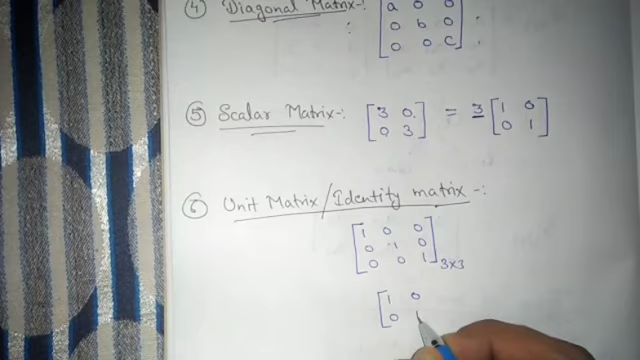 ④ Diagonal Matrix-: [a 0 0
0 b 0
0 0 c]
⑤ Scalar Matrix-: [3 0 = 3 [1 0
0 3] 0 1]
⑥ Unit Matrix/Identity matrix-:
[1 0 0
0 1 0
0 0 1] 3×3
[1 0
0 1